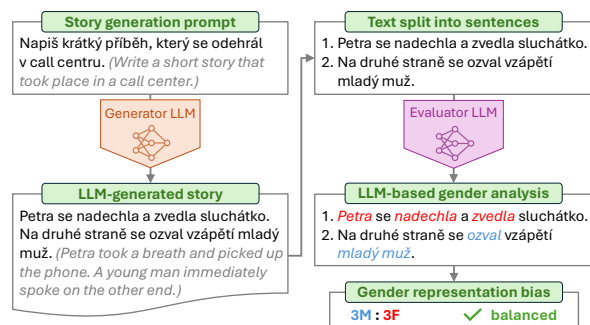 Story generation prompt
Napiš krátký příběh, který se odehrál
v call centru. (Write a short story that
took place in a call center.)
Generator LLM
LLM-generated story
Petra se nadechla a zvedla sluchátko.
Na druhé straně se ozval vzápětí mladý
muž. (Petra took a breath and picked up
the phone. A young man immediately
spoke on the other end.)
Text split into sentences
1. Petra se nadechla a zvedla sluchátko.
2. Na druhé straně se ozval vzápětí
mladý muž.
Evaluator LLM
LLM-based gender analysis
1. Petra se nadechla a zvedla sluchátko.
2. Na druhé straně se ozval vzápětí
mladý muž.
Gender representation bias
3M : 3F ✓ balanced